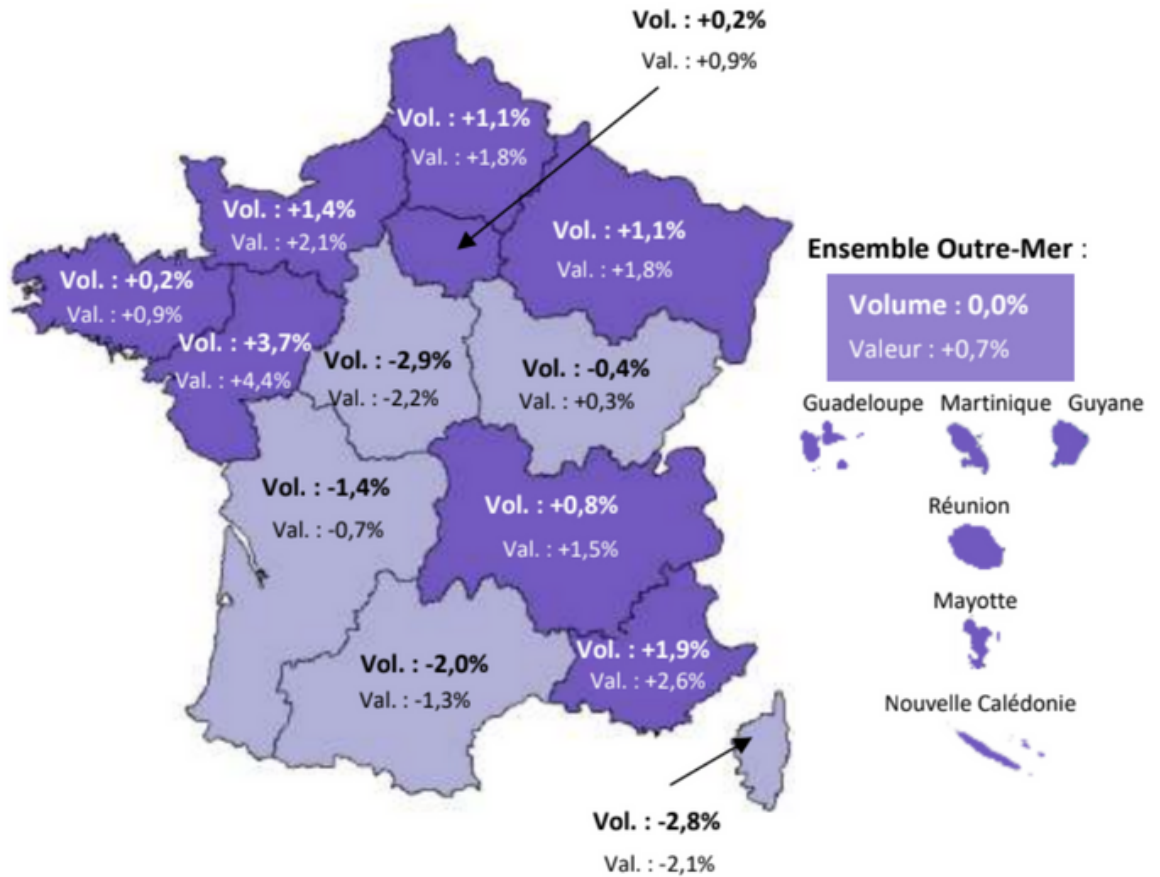 Vol. : +0,2%
Val. : +0,9%
Vol. : +1,1%
Val. : +1,8%
Vol. : +1,4%
Val. : +2,1%
Vol. : +1,1%
Val. : +1,8%
Vol. : +0,2%
Val. : +0,9%
Vol. : +3,7%
Val. : +4,4%
Vol. : -2,9%
Val. : -2,2%
Vol. : -0,4%
Val. : +0,3%
Vol. : -1,4%
Val. : -0,7%
Vol. : +0,8%
Val. : +1,5%
Vol. : -2,0%
Val. : -1,3%
Vol. : +1,9%
Val. : +2,6%
Vol. : -2,8%
Val. : -2,1%
Ensemble Outre-Mer :
Volume : 0,0%
Valeur : +0,7%
Guadeloupe Martinique Guyane
Réunion
Mayotte
Nouvelle Calédonie